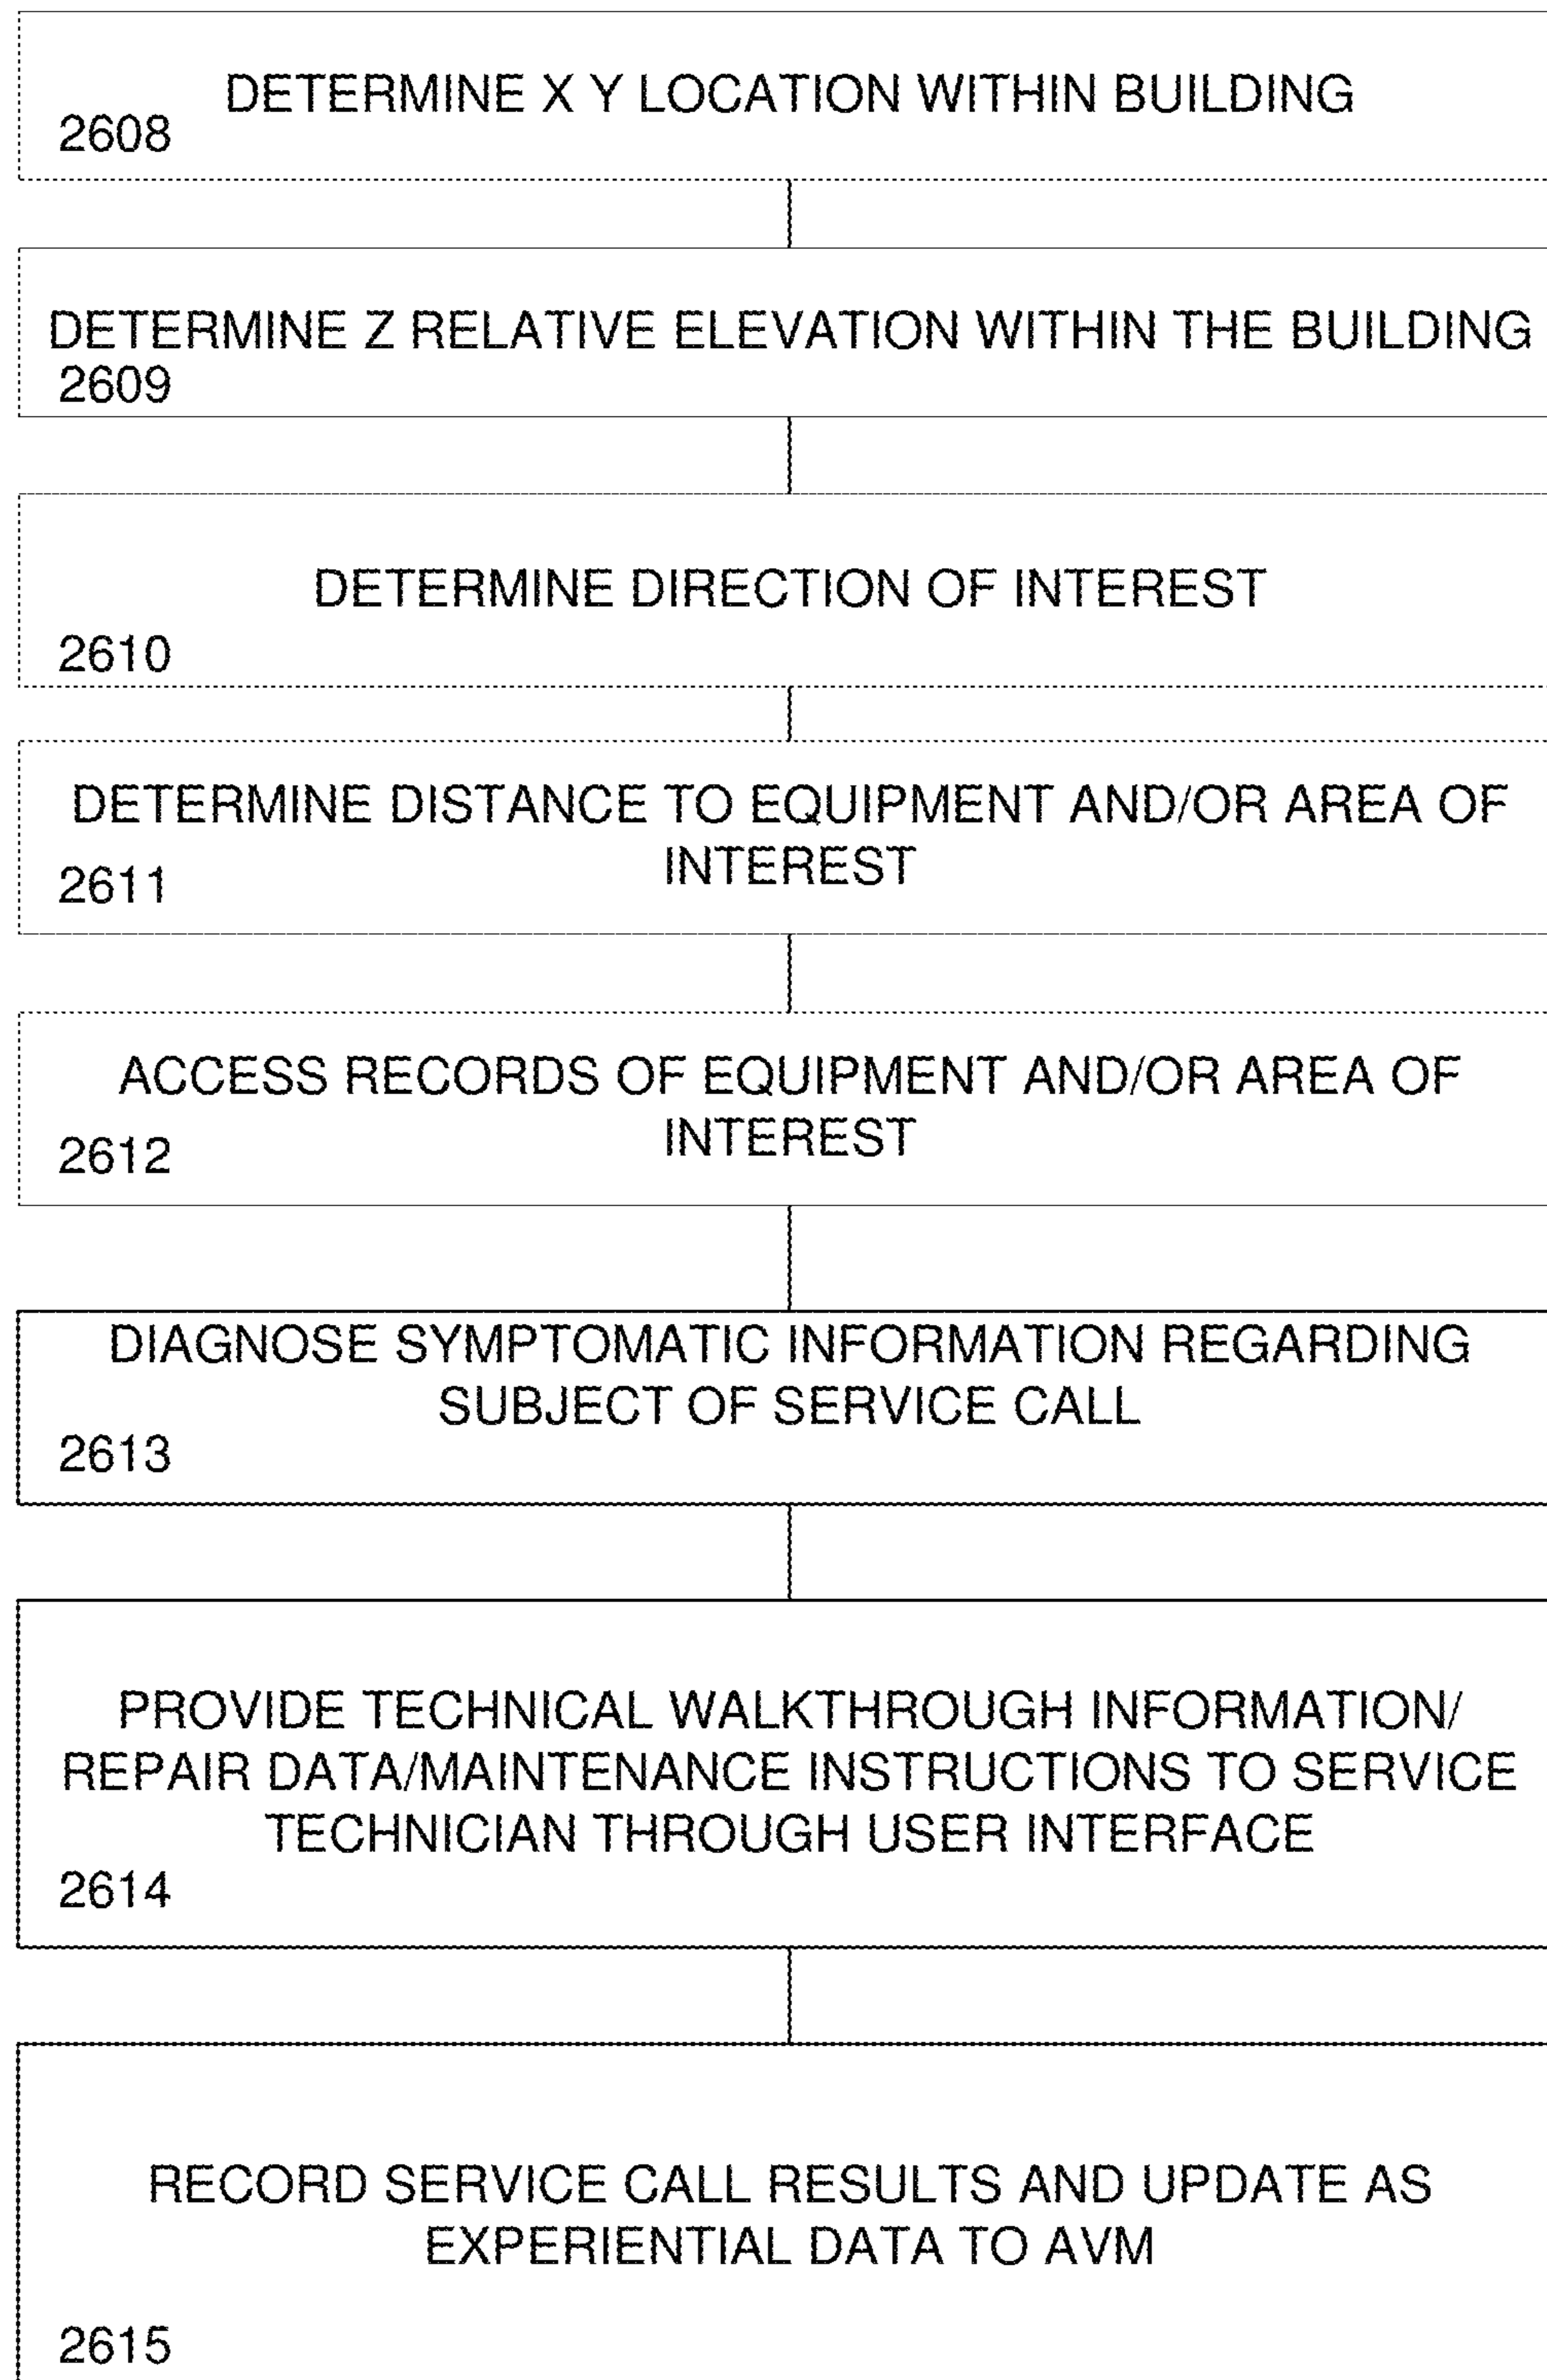 DETERMINE X Y LOCATION WITHIN BUILDING
2608
DETERMINE Z RELATIVE ELEVATION WITHIN THE BUILDING
2609
DETERMINE DIRECTION OF INTEREST
2610
DETERMINE DISTANCE TO EQUIPMENT AND/OR AREA OF
INTEREST
2611
ACCESS RECORDS OF EQUIPMENT AND/OR AREA OF
INTEREST
2612
DIAGNOSE SYMPTOMATIC INFORMATION REGARDING
SUBJECT OF SERVICE CALL
2613
PROVIDE TECHNICAL WALKTHROUGH INFORMATION/
REPAIR DATA/MAINTENANCE INSTRUCTIONS TO SERVICE
TECHNICIAN THROUGH USER INTERFACE
2614
RECORD SERVICE CALL RESULTS AND UPDATE AS
EXPERIENTIAL DATA TO AVM
2615